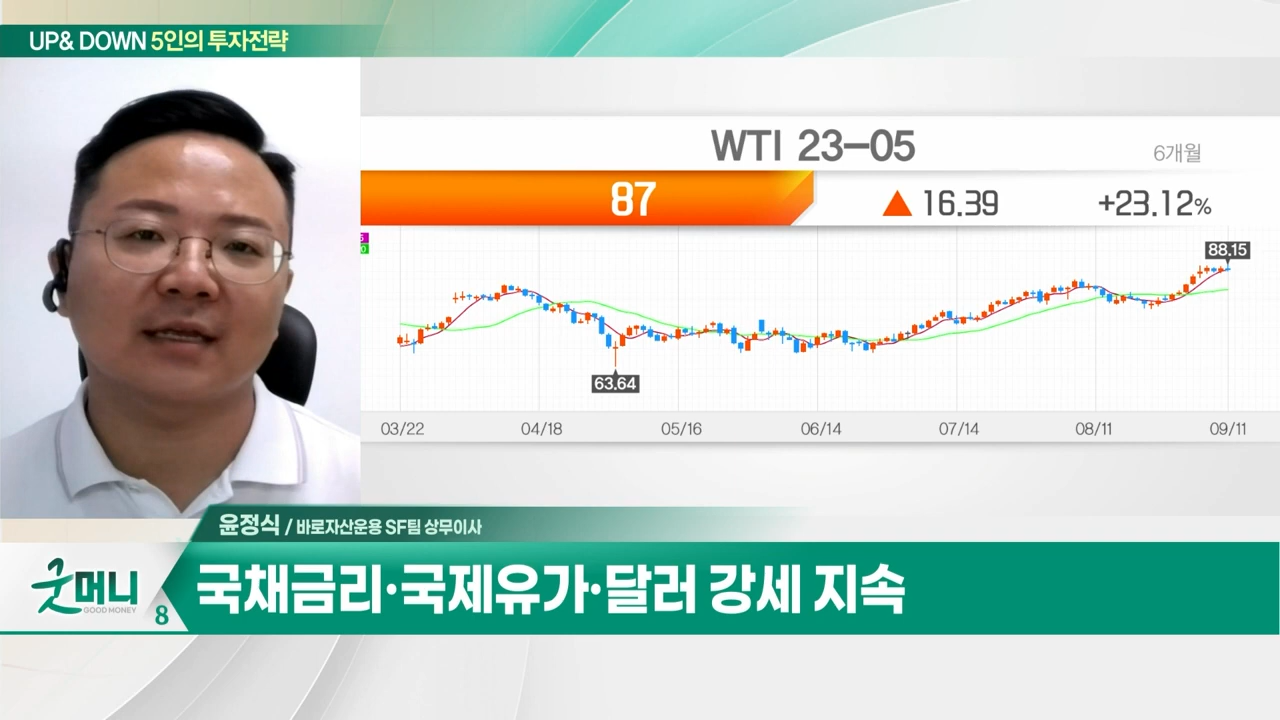 UP& DOWN 5인의 투자전략
WTI 23-05
6개월
87
▲ 16.39
+23.12%
88.15
63.64
03/22 04/18 05/16 06/14 07/14 08/11 09/11
윤정식 / 바로자산운용 SF팀 상무이사
굿머니
GOOD MONEY
8
국채금리·국제유가·달러 강세 지속